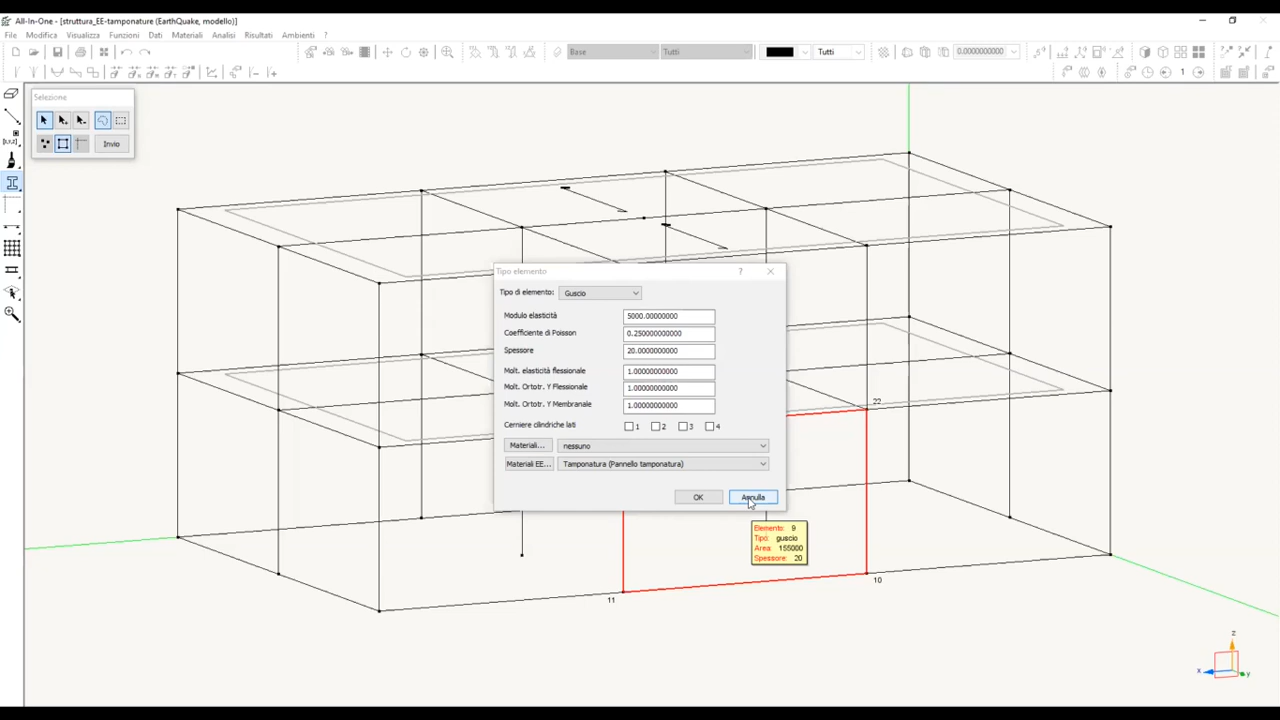 All-In-One - [struttura_EE-tamponature (EarthQuake, modello)]
File Modifica Visualizza Funzioni Dati Materiali Analisi Risultati Ambienti ?
Base Tutti Tutti 0.0000000000
1
Selezione
Invio
[x,y,z]
Tipo elemento ?
Tipo di elemento: Guscio
Modulo elasticità 5000.00000000
Coefficiente di Poisson 0.250000000000
Spessore 20.0000000000
Molt. elasticità flessionale 1.00000000000
Molt. Ortotr. Y Flessionale 1.00000000000
Molt. Ortotr. Y Membranale 1.00000000000
Cerniere cilindriche lati 1 2 3 4
Materiali... nessuno
Materiali EE... Tamponatura (Pannello tamponatura)
OK Annulla
22
Elemento: 9
Tipo: guscio
Area: 155000
Spessore: 20
10
11
z
x
y